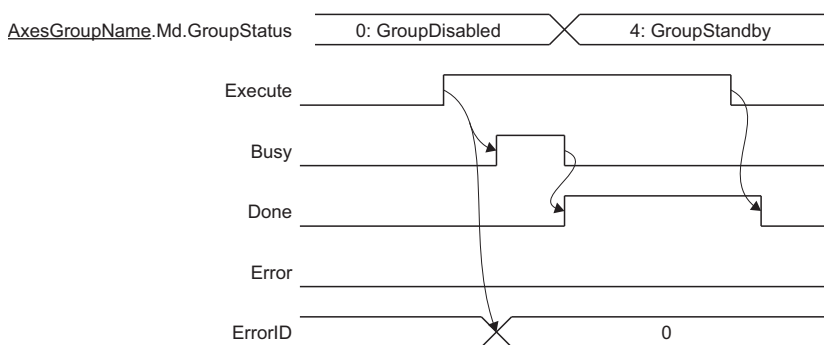 AxesGroupName.Md.GroupStatus 0: GroupDisabled 4: GroupStandby
Execute
Busy
Done
Error
ErrorID 0